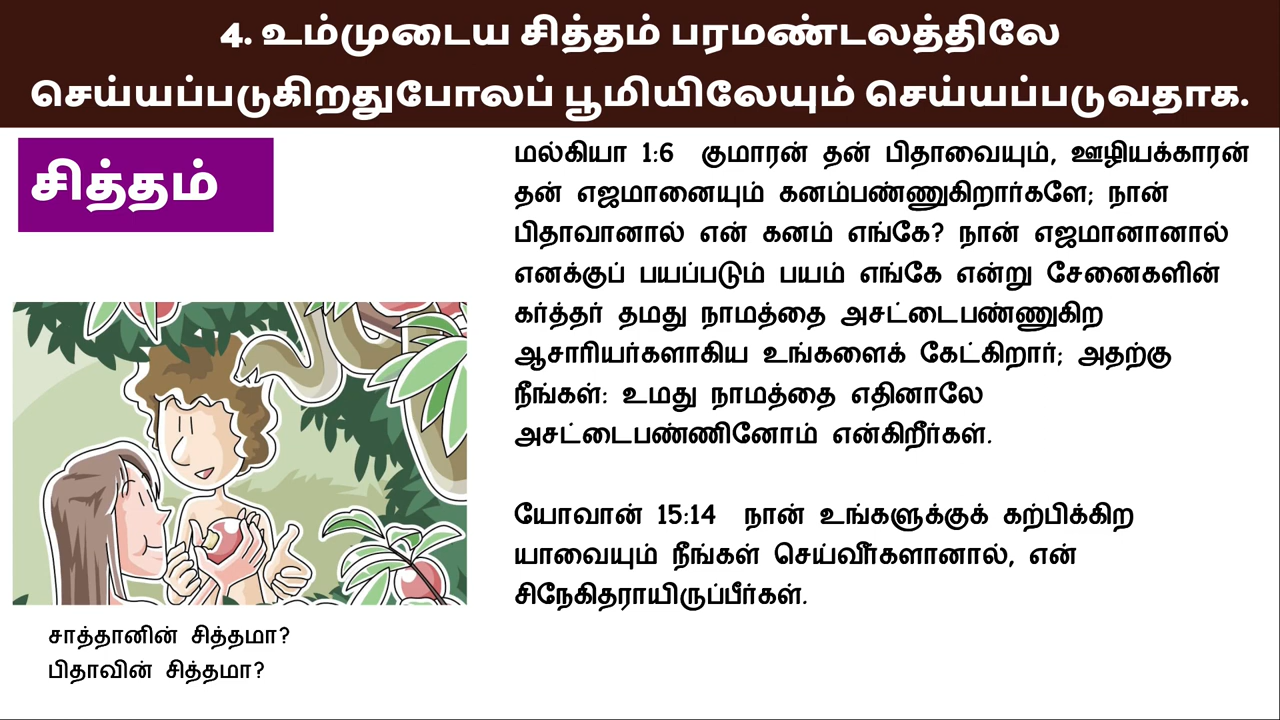 4. உம்முடைய சித்தம் பரமண்டலத்திலே
செய்யப்படுகிறதுபோலப் பூமியிலேயும் செய்யப்படுவதாக.
சித்தம்
மல்கியா 1:6 குமாரன் தன் பிதாவையும், ஊழியக்காரன்
தன் எஜமானையும் கனம்பண்ணுகிறார்களே; நான்
பிதாவானால் என் கனம் எங்கே? நான் எஜமானானால்
எனக்குப் பயப்படும் பயம் எங்கே என்று சேனைகளின்
கர்த்தர் தமது நாமத்தை அசட்டைபண்ணுகிற
ஆசாரியர்களாகிய உங்களைக் கேட்கிறார்; அதற்கு
நீங்கள்: உமது நாமத்தை எதினாலே
அசட்டைபண்ணினோம் என்கிறீர்கள்.
யோவான் 15:14 நான் உங்களுக்குக் கற்பிக்கிற
யாவையும் நீங்கள் செய்வீர்களானால், என்
சிநேகிதராயிருப்பீர்கள்.
சாத்தானின் சித்தமா?
பிதாவின் சித்தமா?